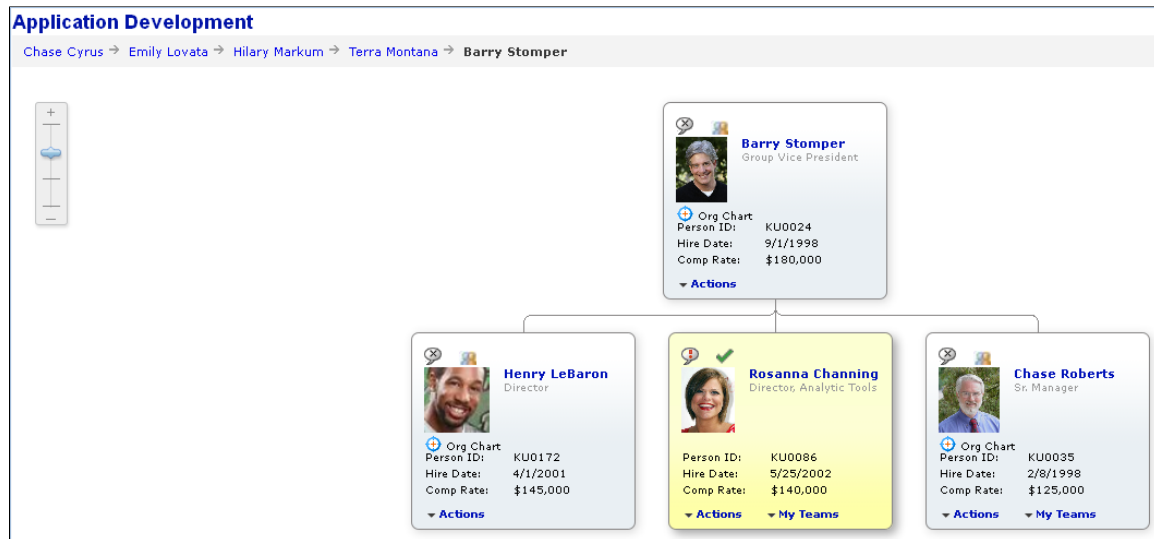 Application Development
Chase Cyrus → Emily Lovata → Hilary Markum → Terra Montana → Barry Stomper
+
−
Barry Stomper
Group Vice President
Org Chart
Person ID: KU0024
Hire Date: 9/1/1998
Comp Rate: $180,000
Actions
Henry LeBaron
Director
Org Chart
Person ID: KU0172
Hire Date: 4/1/2001
Comp Rate: $145,000
Actions
Rosanna Channing
Director, Analytic Tools
Person ID: KU0086
Hire Date: 5/25/2002
Comp Rate: $140,000
Actions My Teams
Chase Roberts
Sr. Manager
Org Chart
Person ID: KU0035
Hire Date: 2/8/1998
Comp Rate: $125,000
Actions My Teams